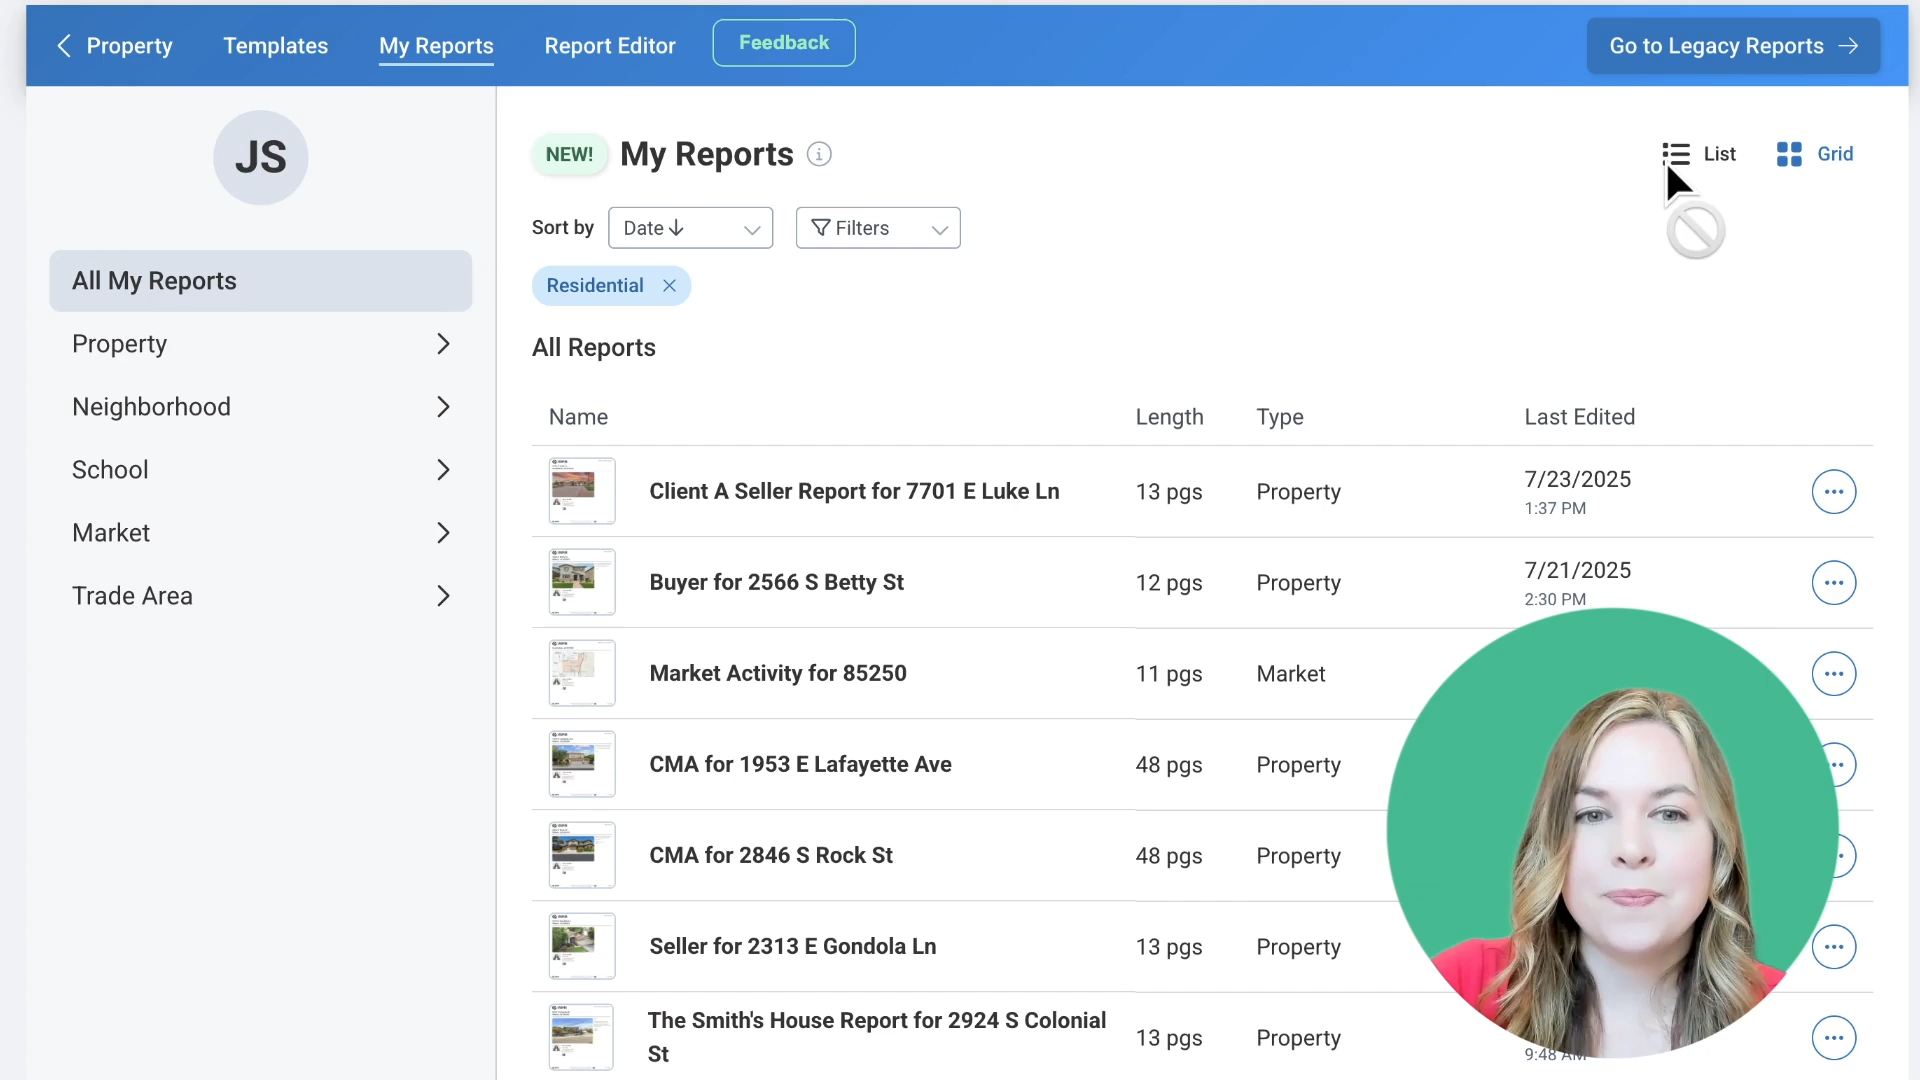 Property
Templates
My Reports
Report Editor
Feedback
Go to Legacy Reports
JS
All My Reports
Property
Neighborhood
School
Market
Trade Area
NEW! My Reports
List
Grid
Sort by
Date
Filters
Residential
All Reports
Name Length Type Last Edited
Client A Seller Report for 7701 E Luke Ln 13 pgs Property 7/23/2025
1:37 PM
Buyer for 2566 S Betty St 12 pgs Property 7/21/2025
2:30 PM
Market Activity for 85250 11 pgs Market
CMA for 1953 E Lafayette Ave 48 pgs Property
CMA for 2846 S Rock St 48 pgs Property
Seller for 2313 E Gondola Ln 13 pgs Property
The Smith's House Report for 2924 S Colonial
St 13 pgs Property
9:48 AM